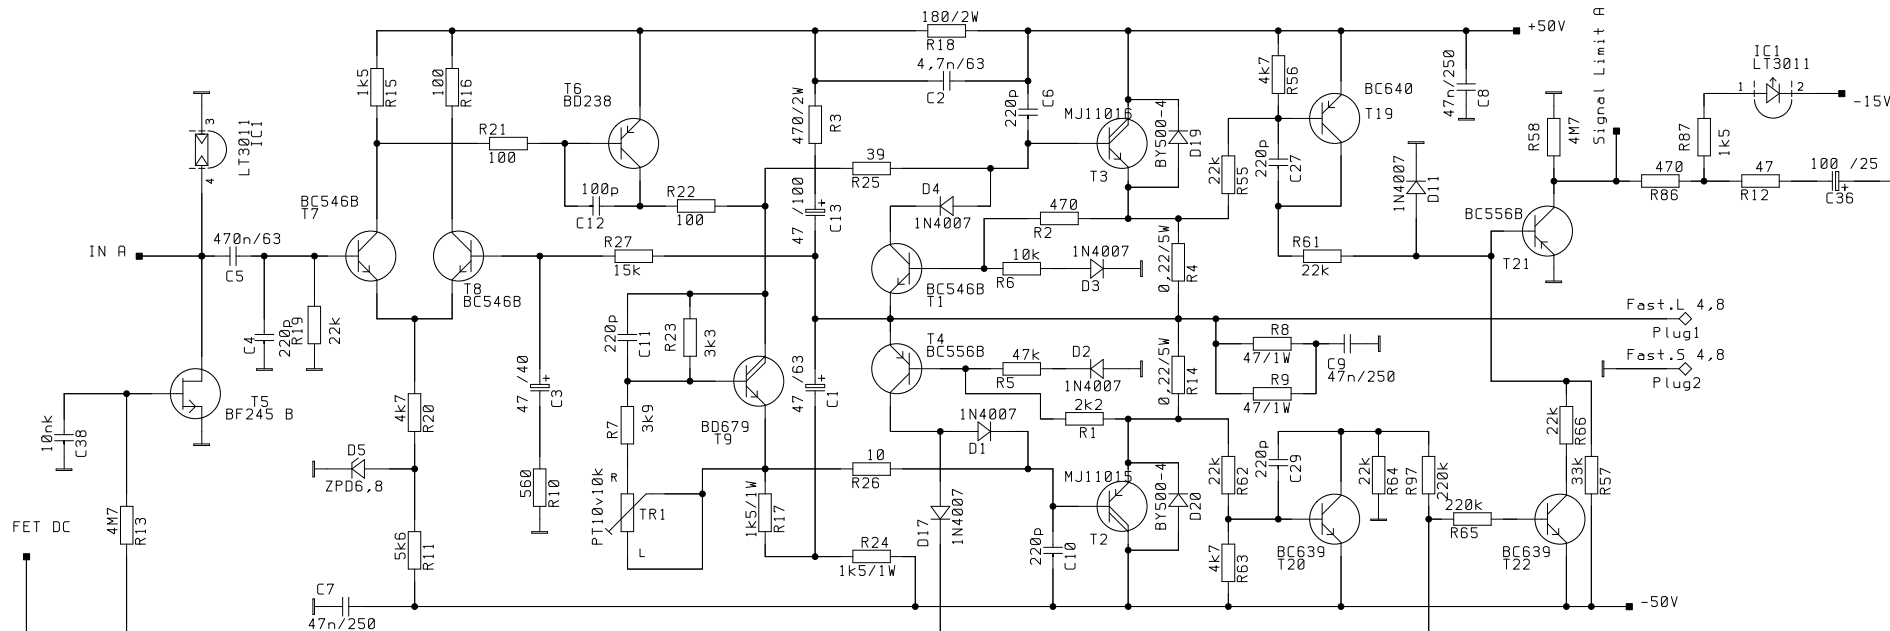 180/2W
R18
4,7n/63
C2
+50V
Signal Limit A
IC1
LT3011
1
2
-15V
1k5
R15
100
R16
T6
BD238
470/2W
R3
220p
C6
MJ11016
T3
BY500-4
D19
4k7
R56
BC640
T19
47n/250
C8
R58
4M7
R87
1k5
3
4
LT3011
IC1
R21
100
39
R25
22k
R55
220p
C27
1N4007
D11
470
R86
47
R12
100 /25
+
C36
BC546B
T7
100p
C12
R22
100
47 /100
+
C13
D4
1N4007
470
R2
BC556B
T21
IN A
470n/63
C5
R27
15k
10k
R6
1N4007
D3
0,22/5W
R4
R61
22k
T8
BC546B
BC546B
T1
C4
220p
R19
22k
220p
C11
R23
3k3
T4
BC556B
47k
R5
D2
1N4007
0,22/5W
R14
R8
47/1W
R9
47/1W
C9
47n/250
Fast.L 4,8
Plug1
Fast.S 4,8
Plug2
T5
BF245 B
10nk
C38
4k7
R20
47 /40
+
C3
R7
3k9
BD679
T9
47 /63
+
C1
1N4007
D1
2k2
R1
22k
R66
D5
ZPD6,8
560
R10
R
PT10v10k
TR1
L
1k5/1W
R17
10
R26
MJ11015
T2
BY500-4
D20
22k
R62
220p
C29
22k
R64
R97
220k
220k
R65
33k
R57
FET DC
4M7
R13
5k6
R11
R24
1k5/1W
D17
1N4007
220p
C10
4k7
R63
BC639
T20
BC639
T22
C7
47n/250
-50V